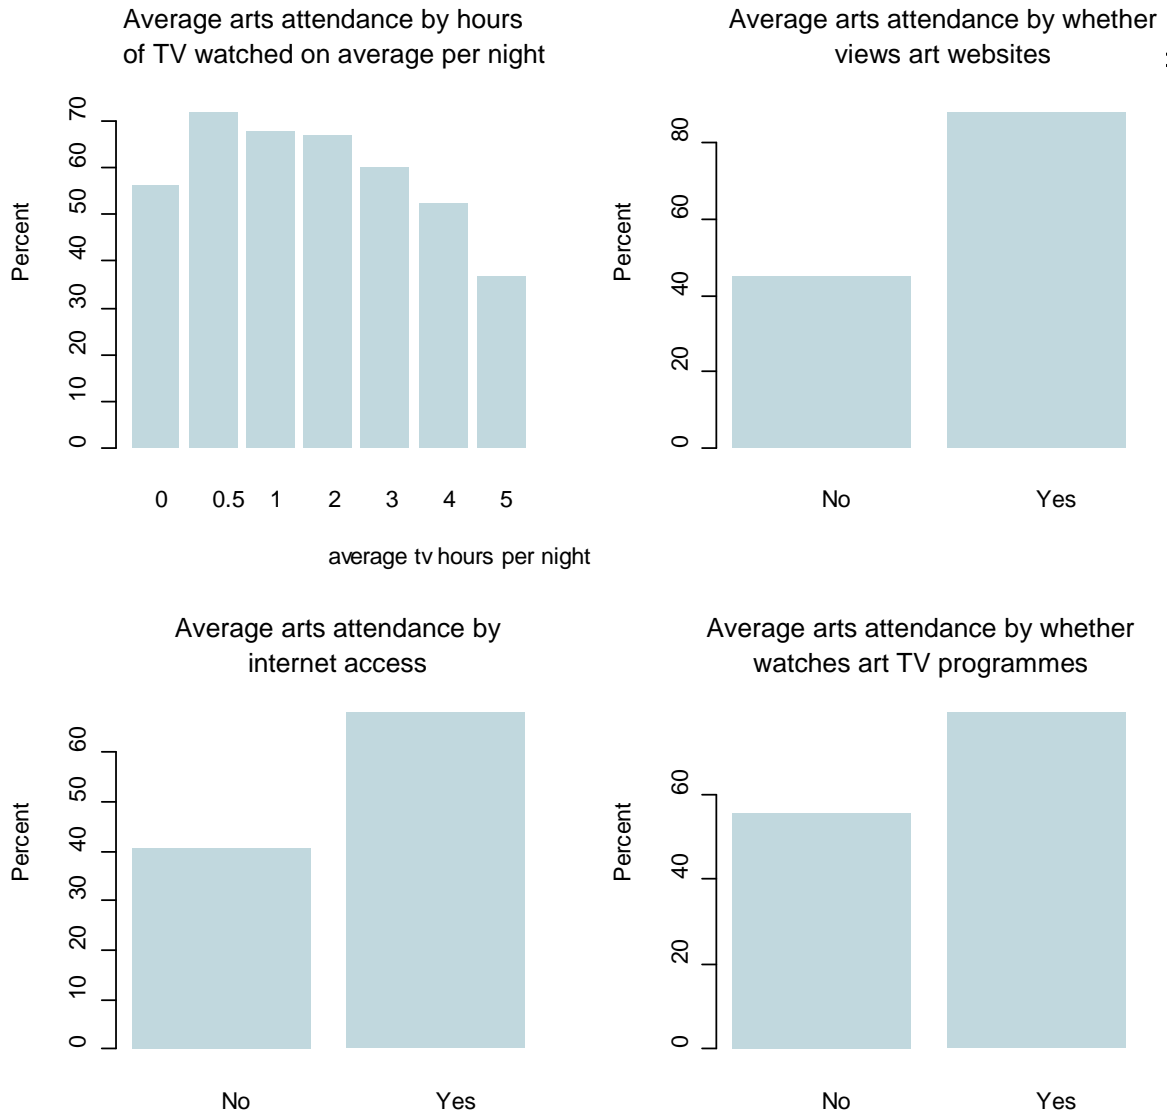 Average arts attendance by hours
of TV watched on average per night
Percent
70
60
50
40
30
20
10
0
0 0.5 1 2 3 4 5
average tv hours per night
Average arts attendance by whether
views art websites
Percent
80
60
40
20
0
No Yes
Average arts attendance by
internet access
Percent
60
50
40
30
20
10
0
No Yes
Average arts attendance by whether
watches art TV programmes
Percent
60
40
20
0
No Yes